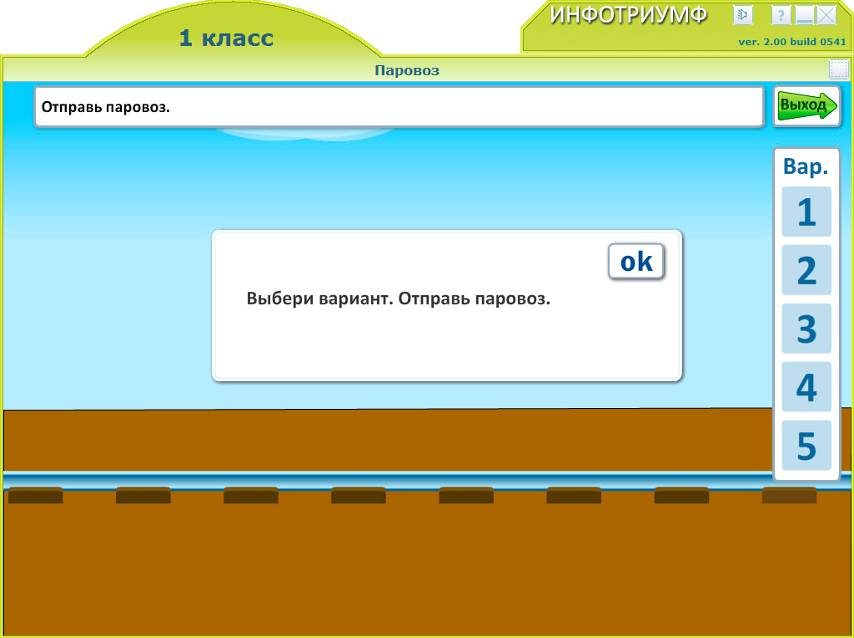 1 класс
ИНФОТРИУМФ
?
ver. 2.00 build 0541
Паровоз
Отправь паровоз.
Выход
Вар.
1
2
3
4
5
ok
Выбери вариант. Отправь паровоз.